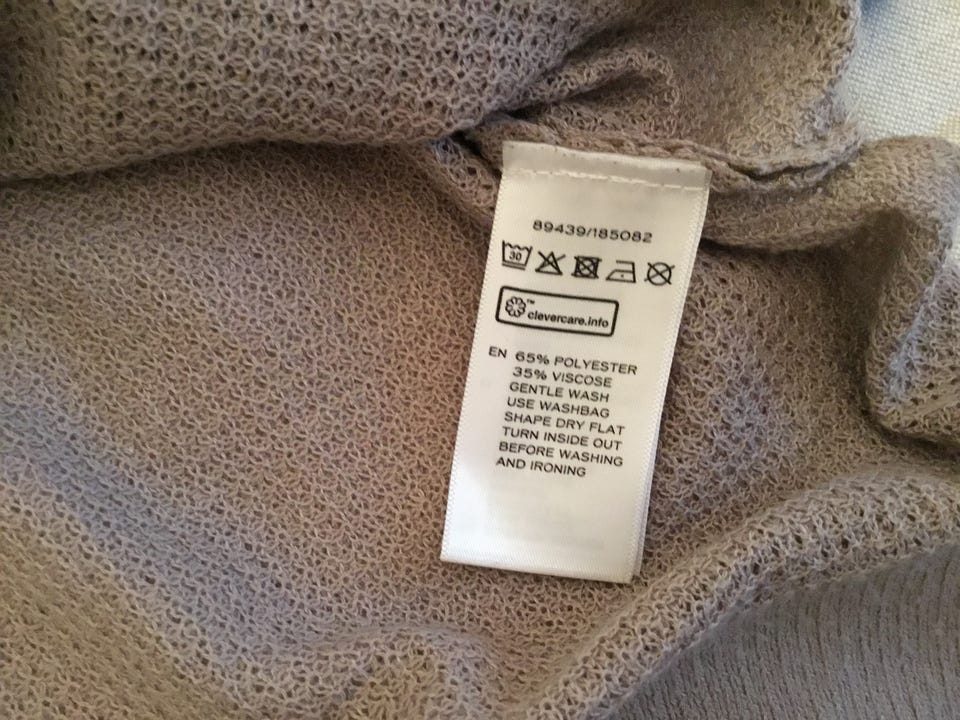 89439/185082
30
™
clevercare.info
EN 65% POLYESTER
35% VISCOSE
GENTLE WASH
USE WASHBAG
SHAPE DRY FLAT
TURN INSIDE OUT
BEFORE WASHING
AND IRONING